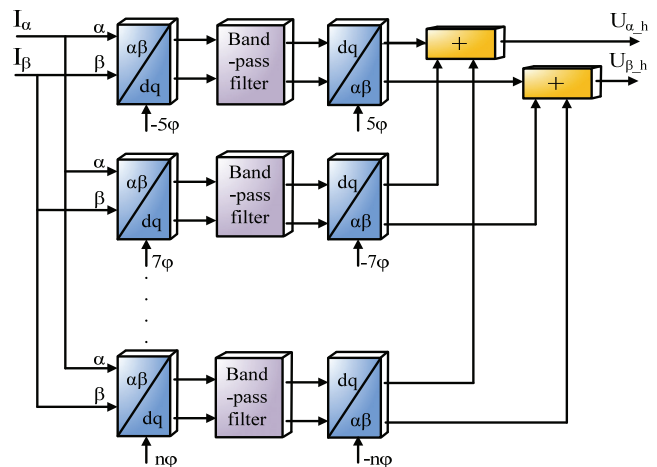 Iα α αβ dq Band -pass filter dq αβ + Uα_h
Iβ β + Uβ_h
-5φ 5φ
α β αβ dq Band -pass filter dq αβ
7φ -7φ
α β αβ dq Band -pass filter dq αβ
nφ -nφ